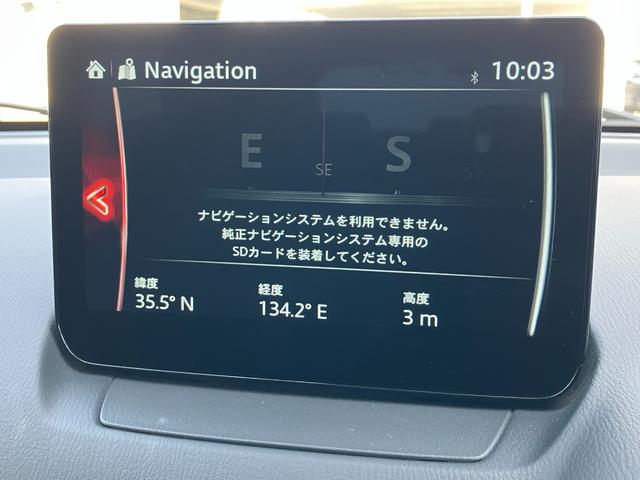 Navigation
10:03
E SE S SW
ナビゲーションシステムを利用できません。
純正ナビゲーションシステム専用の
SDカードを装着してください。
緯度 経度 高度
35.5° N 134.2° E 3 m